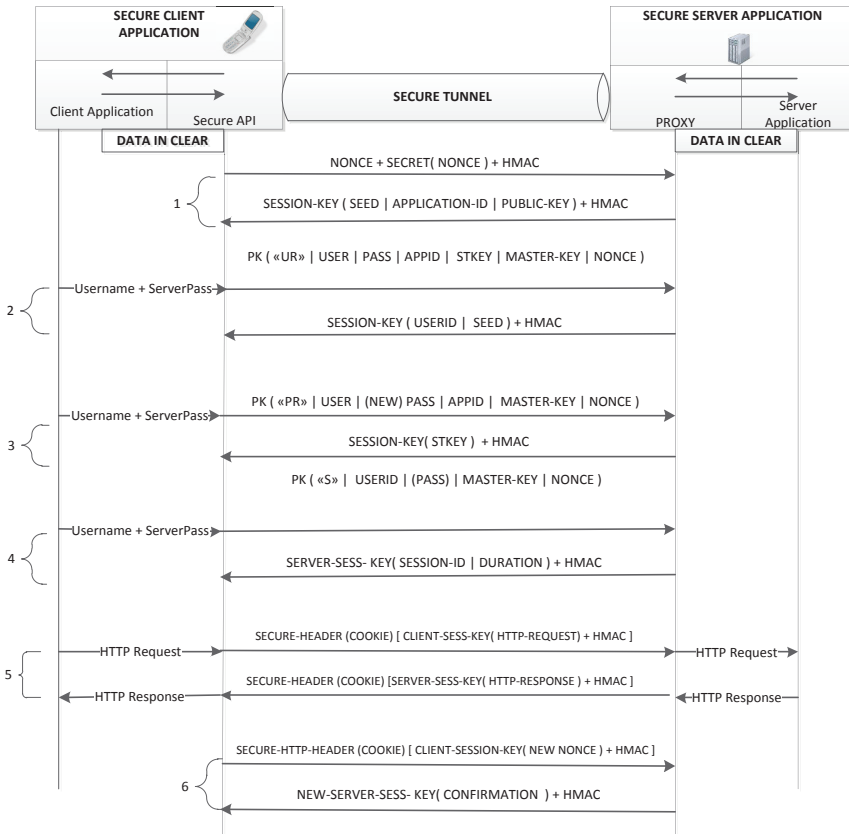 SECURE CLIENT
APPLICATION
SECURE SERVER APPLICATION
Client Application
Secure API
SECURE TUNNEL
PROXY
Server
Application
DATA IN CLEAR
DATA IN CLEAR
NONCE + SECRET( NONCE ) + HMAC
1
SESSION-KEY ( SEED | APPLICATION-ID | PUBLIC-KEY ) + HMAC
PK ( «UR» | USER | PASS | APPID | STKEY | MASTER-KEY | NONCE )
Username + ServerPass
2
SESSION-KEY ( USERID | SEED ) + HMAC
PK ( «PR» | USER | (NEW) PASS | APPID | MASTER-KEY | NONCE )
Username + ServerPass
3
SESSION-KEY( STKEY ) + HMAC
PK ( «S» | USERID | (PASS) | MASTER-KEY | NONCE )
Username + ServerPass
4
SERVER-SESS- KEY( SESSION-ID | DURATION ) + HMAC
SECURE-HEADER (COOKIE) [ CLIENT-SESS-KEY( HTTP-REQUEST) + HMAC ]
HTTP Request
HTTP Request
5
SECURE-HEADER (COOKIE) [SERVER-SESS-KEY( HTTP-RESPONSE ) + HMAC ]
HTTP Response
HTTP Response
SECURE-HTTP-HEADER (COOKIE) [ CLIENT-SESSION-KEY( NEW NONCE ) + HMAC ]
6
NEW-SERVER-SESS- KEY( CONFIRMATION ) + HMAC